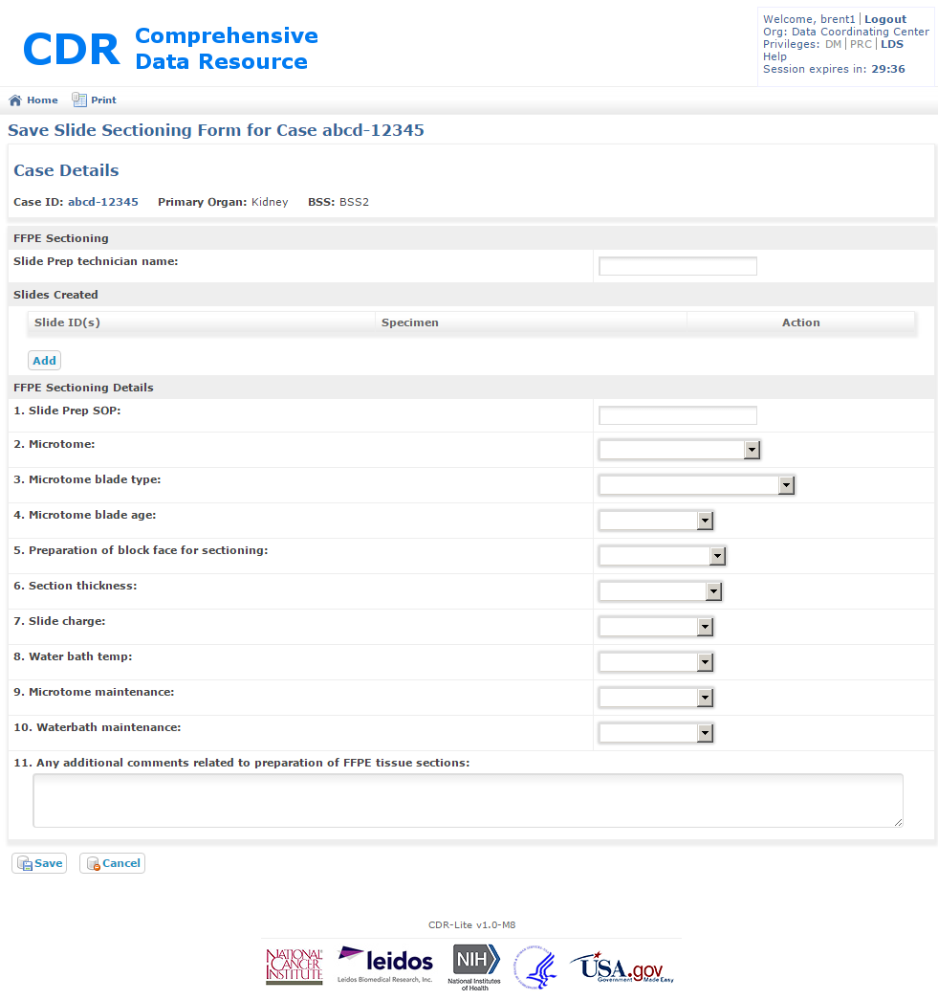 CDR Comprehensive
Data Resource
Welcome, brent1 | Logout
Org: Data Coordinating Center
Privileges: DM | PRC | LDS
Help
Session expires in: 29:36
Home Print
Save Slide Sectioning Form for Case abcd-12345
Case Details
Case ID: abcd-12345 Primary Organ: Kidney BSS: BSS2
FFPE Sectioning
Slide Prep technician name:
Slides Created
Slide ID(s) Specimen Action
Add
FFPE Sectioning Details
1. Slide Prep SOP:
2. Microtome:
3. Microtome blade type:
4. Microtome blade age:
5. Preparation of block face for sectioning:
6. Section thickness:
7. Slide charge:
8. Water bath temp:
9. Microtome maintenance:
10. Waterbath maintenance:
11. Any additional comments related to preparation of FFPE tissue sections:
Save Cancel
CDR-Lite v1.0-M8
NATIONAL
CANCER
INSTITUTE
leidos
Leidos Biomedical Research, Inc.
NIH
National Institutes
of Health
USA.gov
Government Made Easy